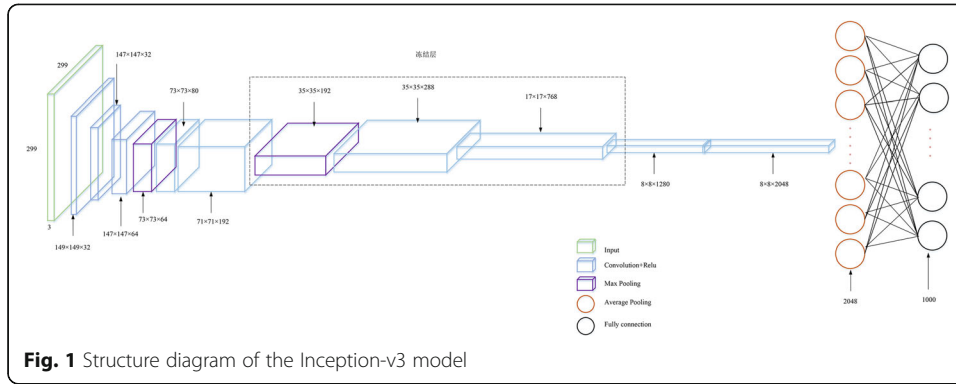 299
299
3
149×149×32
147×147×32
147×147×64
73×73×64
73×73×80
71×71×192
冻结层
35×35×192
35×35×288
17×17×768
8×8×1280
8×8×2048
2048
1000
Input
Convolution+Relu
Max Pooling
Average Pooling
Fully connection
Fig. 1 Structure diagram of the Inception-v3 model